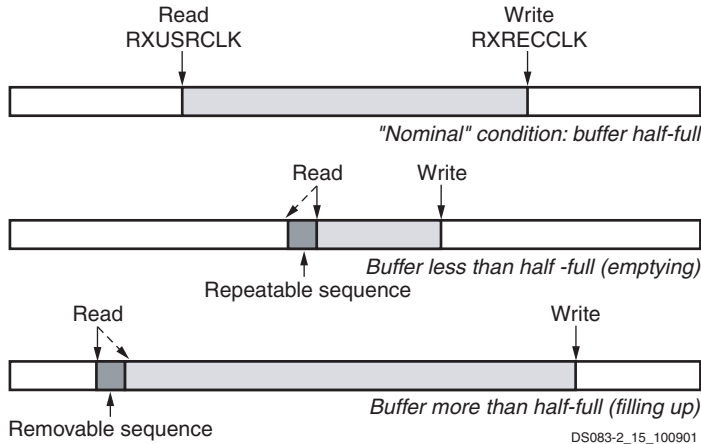 Read
RXUSRCLK
Write
RXRECCLK
"Nominal" condition: buffer half-full
Read
Write
Buffer less than half -full (emptying)
Repeatable sequence
Read
Write
Buffer more than half-full (filling up)
Removable sequence
DS083-2_15_100901